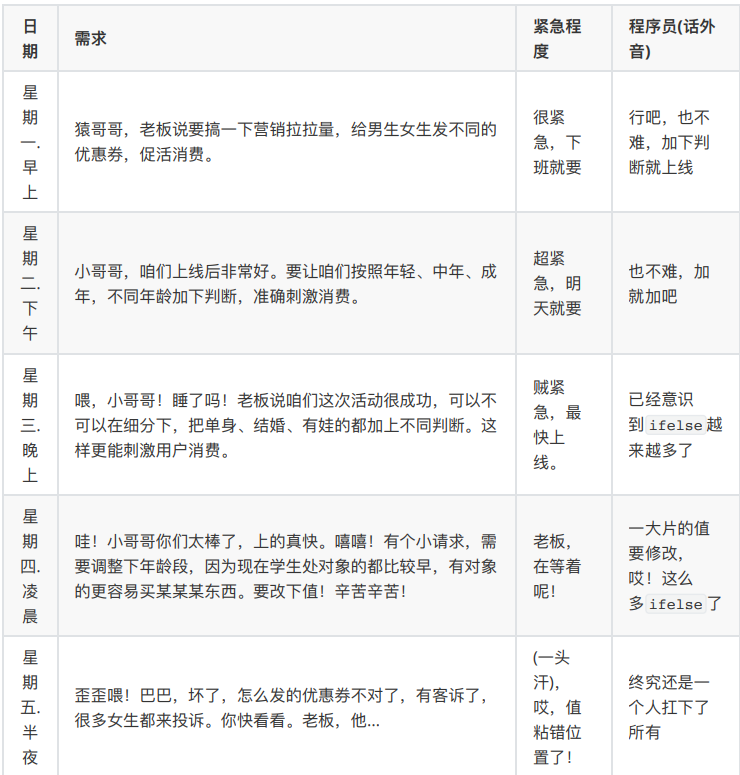 日
期
需求
紧急程
度
程序员(话外
音)
星
期
一.
早
上
猿哥哥，老板说要搞一下营销拉拉量，给男生女生发不同的
优惠券，促活消费。
很紧
急，下
班就要
行吧，也不
难，加下判
断就上线
星
期
二.
下
午
小哥哥，咱们上线后非常好。要让咱们按照年轻、中年、成
年，不同年龄加下判断，准确刺激消费。
超紧
急，明
天就要
也不难，加
就加吧
星
期
三.
晚
上
喂，小哥哥！睡了吗！老板说咱们这次活动很成功，可以不
可以在细分下，把单身、结婚、有娃的都加上不同判断。这
样更能刺激用户消费。
贼紧
急，最
快上
线。
已经意识
到ifelse越
来越多了
星
期
四.
凌
晨
哇！小哥哥你们太棒了，上的真快。嘻嘻！有个小请求，需
要调整下年龄段，因为现在学生处对象的都比较早，有对象
的更容易买某某某东西。要改下值！辛苦辛苦！
老板，
在等着
呢！
一大片的值
要修改，
哎！这么
多ifelse了
星
期
五.
半
夜
歪歪喂！巴巴，坏了，怎么发的优惠券不对了，有客诉了，
很多女生都来投诉。你快看看。老板，他...
(一头
汗)，
哎，值
粘错位
置了！
终究还是一
个人扛下了
所有